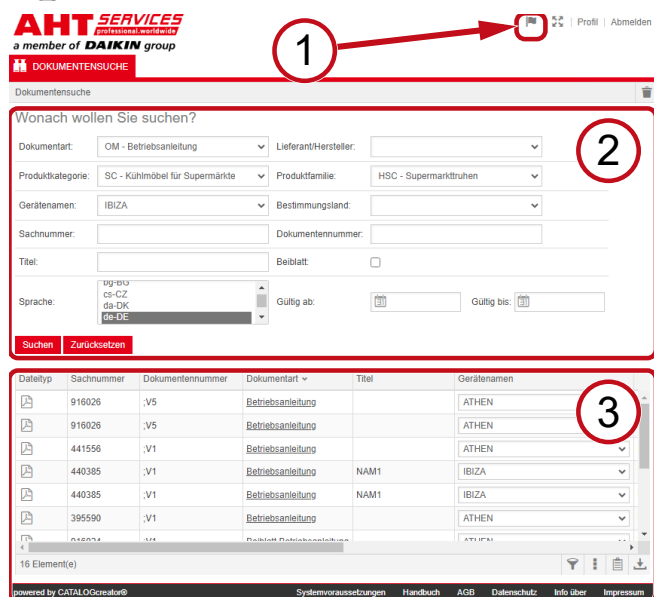 AHT SERVICES
professional.worldwide
a member of DAIKIN group
1
Profil | Abmelden
DOKUMENTENSUCHE
Dokumentensuche
Wonach wollen Sie suchen?
2
Dokumentart: OM - Betriebsanleitung Lieferant/Hersteller:
Produktkategorie: SC - Kühlmöbel für Supermärkte Produktfamilie: HSC - Supermarkttruhen
Gerätenamen: IBIZA Bestimmungsland:
Sachnummer: Dokumentennummer:
Titel: Beiblatt:
Sprache: bg-BG
cs-CZ
da-DK
de-DE
Gültig ab: Gültig bis:
Suchen Zurücksetzen
Dateityp Sachnummer Dokumentennummer Dokumentart Titel Gerätenamen
3
916026 ;V5 Betriebsanleitung ATHEN
916026 ;V5 Betriebsanleitung ATHEN
441556 ;V1 Betriebsanleitung ATHEN
440385 ;V1 Betriebsanleitung NAM1 IBIZA
440385 ;V1 Betriebsanleitung NAM1 IBIZA
395590 ;V1 Betriebsanleitung ATHEN
Beiblatt Betriebsanleitung ATHEN
16 Element(e)
powered by CATALOGcreator® Systemvoraussetzungen Handbuch AGB Datenschutz Info über Impressum